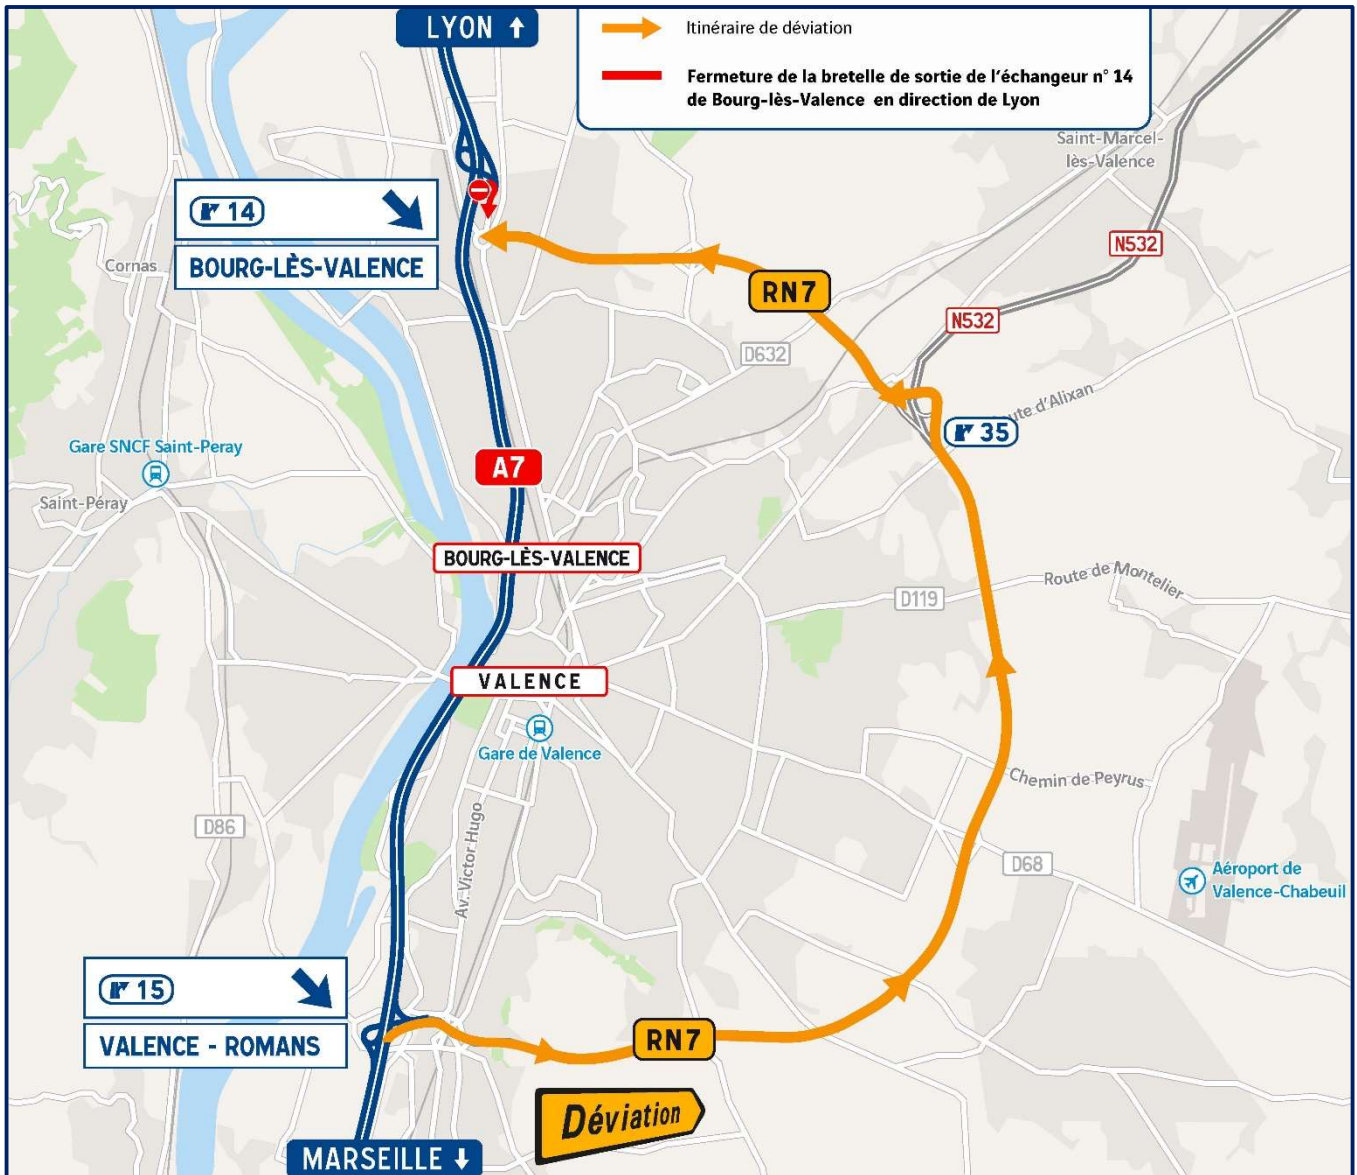 LYON ↑
Itinéraire de déviation
Fermeture de la bretelle de sortie de l'échangeur n° 14
de Bourg-lès-Valence en direction de Lyon
Saint-Marcel-
lès-Valence
14
BOURG-LÈS-VALENCE
Cornas
N532
RN7
N532
D632
Route d'Alixan
35
Gare SNCF Saint-Peray
A7
Saint-Péray
BOURG-LÈS-VALENCE
Route de Montelier
D119
VALENCE
Gare de Valence
Chemin de Peyrus
D86
Av. Victor Hugo
D68
Aéroport de
Valence-Chabeuil
15
VALENCE - ROMANS
RN7
Déviation
MARSEILLE ↓